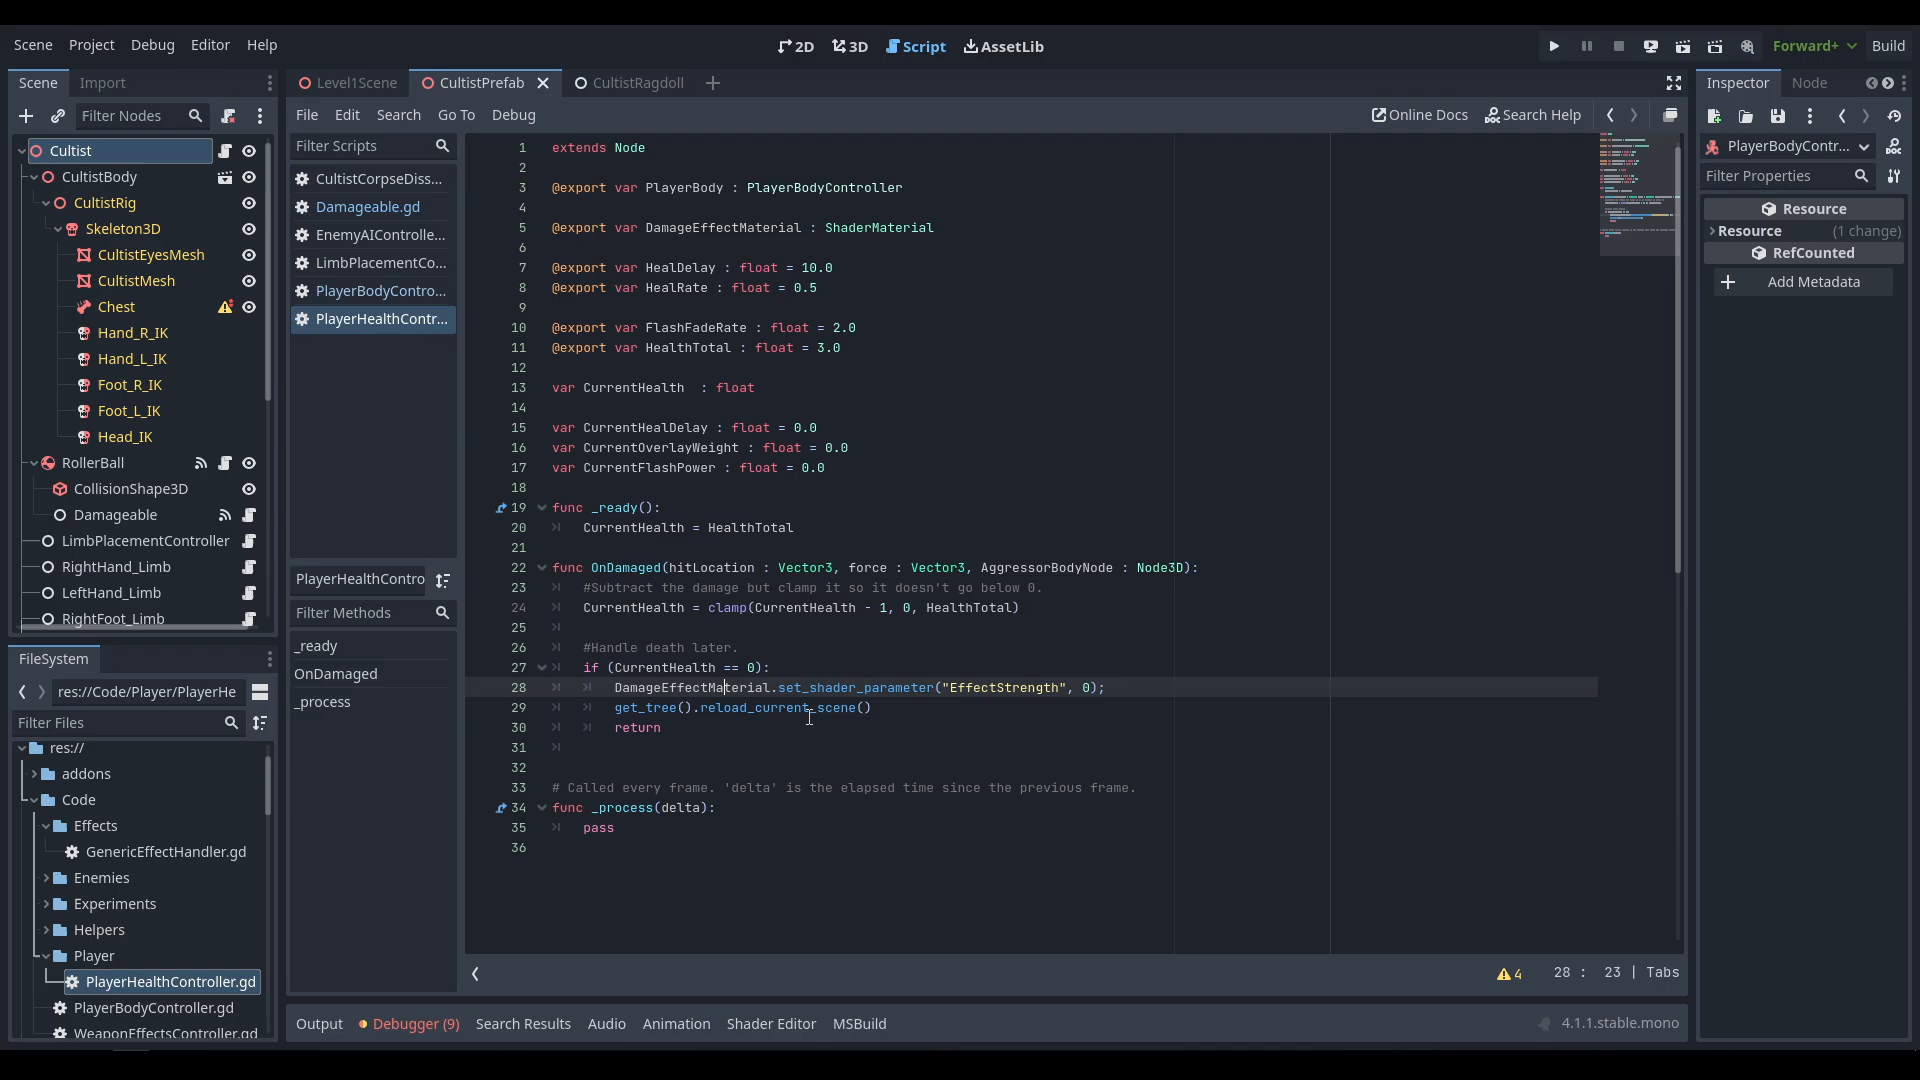 Scene Project Debug Editor Help
2D 3D Script AssetLib
Forward+ Build
Scene Import
Filter Nodes
Cultist
CultistBody
CultistRig
Skeleton3D
CultistEyesMesh
CultistMesh
Chest
Hand_R_IK
Hand_L_IK
Foot_R_IK
Foot_L_IK
Head_IK
RollerBall
CollisionShape3D
Damageable
LimbPlacementController
RightHand_Limb
LeftHand_Limb
RightFoot_Limb
FileSystem
res://Code/Player/PlayerHe
Filter Files
res://
addons
Code
Effects
GenericEffectHandler.gd
Enemies
Experiments
Helpers
Player
PlayerHealthController.gd
PlayerBodyController.gd
WeaponEffectsController.gd
Level1Scene CultistPrefab CultistRagdoll
File Edit Search Go To Debug
Online Docs Search Help
Filter Scripts
CultistCorpseDiss...
Damageable.gd
EnemyAIControlle...
LimbPlacementCo...
PlayerBodyContro...
PlayerHealthContr...
PlayerHealthContro
Filter Methods
_ready
OnDamaged
_process
1 extends Node
2
3 @export var PlayerBody : PlayerBodyController
4
5 @export var DamageEffectMaterial : ShaderMaterial
6
7 @export var HealDelay : float = 10.0
8 @export var HealRate : float = 0.5
9
10 @export var FlashFadeRate : float = 2.0
11 @export var HealthTotal : float = 3.0
12
13 var CurrentHealth  : float
14
15 var CurrentHealDelay : float = 0.0
16 var CurrentOverlayWeight : float = 0.0
17 var CurrentFlashPower : float = 0.0
18
19 func _ready():
20 CurrentHealth = HealthTotal
21
22 func OnDamaged(hitLocation : Vector3, force : Vector3, AggressorBodyNode : Node3D):
23 #Subtract the damage but clamp it so it doesn't go below 0.
24 CurrentHealth = clamp(CurrentHealth - 1, 0, HealthTotal)
25
26 #Handle death later.
27 if (CurrentHealth == 0):
28 DamageEffectMaterial.set_shader_parameter("EffectStrength", 0);
29 get_tree().reload_current_scene()
30 return
31
32
33 # Called every frame. 'delta' is the elapsed time since the previous frame.
34 func _process(delta):
35 pass
36
4 28 : 23 | Tabs
Output Debugger (9) Search Results Audio Animation Shader Editor MSBuild
4.1.1.stable.mono
Inspector Node
PlayerBodyContr...
Filter Properties
Resource
Resource (1 change)
RefCounted
Add Metadata